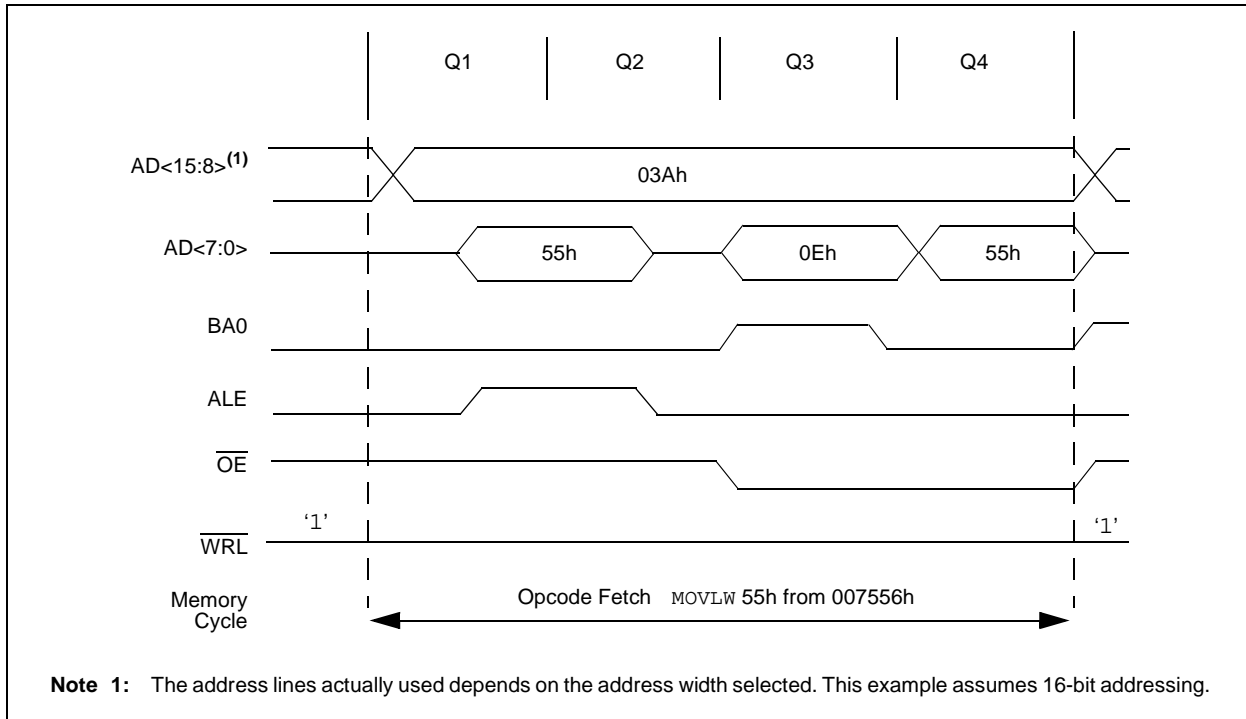 Q1 Q2 Q3 Q4
AD<15:8>(1) 03Ah
AD<7:0> 55h 0Eh 55h
BA0
ALE
OE
‘1’ ‘1’
WRL
Memory
Cycle
Opcode Fetch MOVLW 55h from 007556h
Note 1: The address lines actually used depends on the address width selected. This example assumes 16-bit addressing.